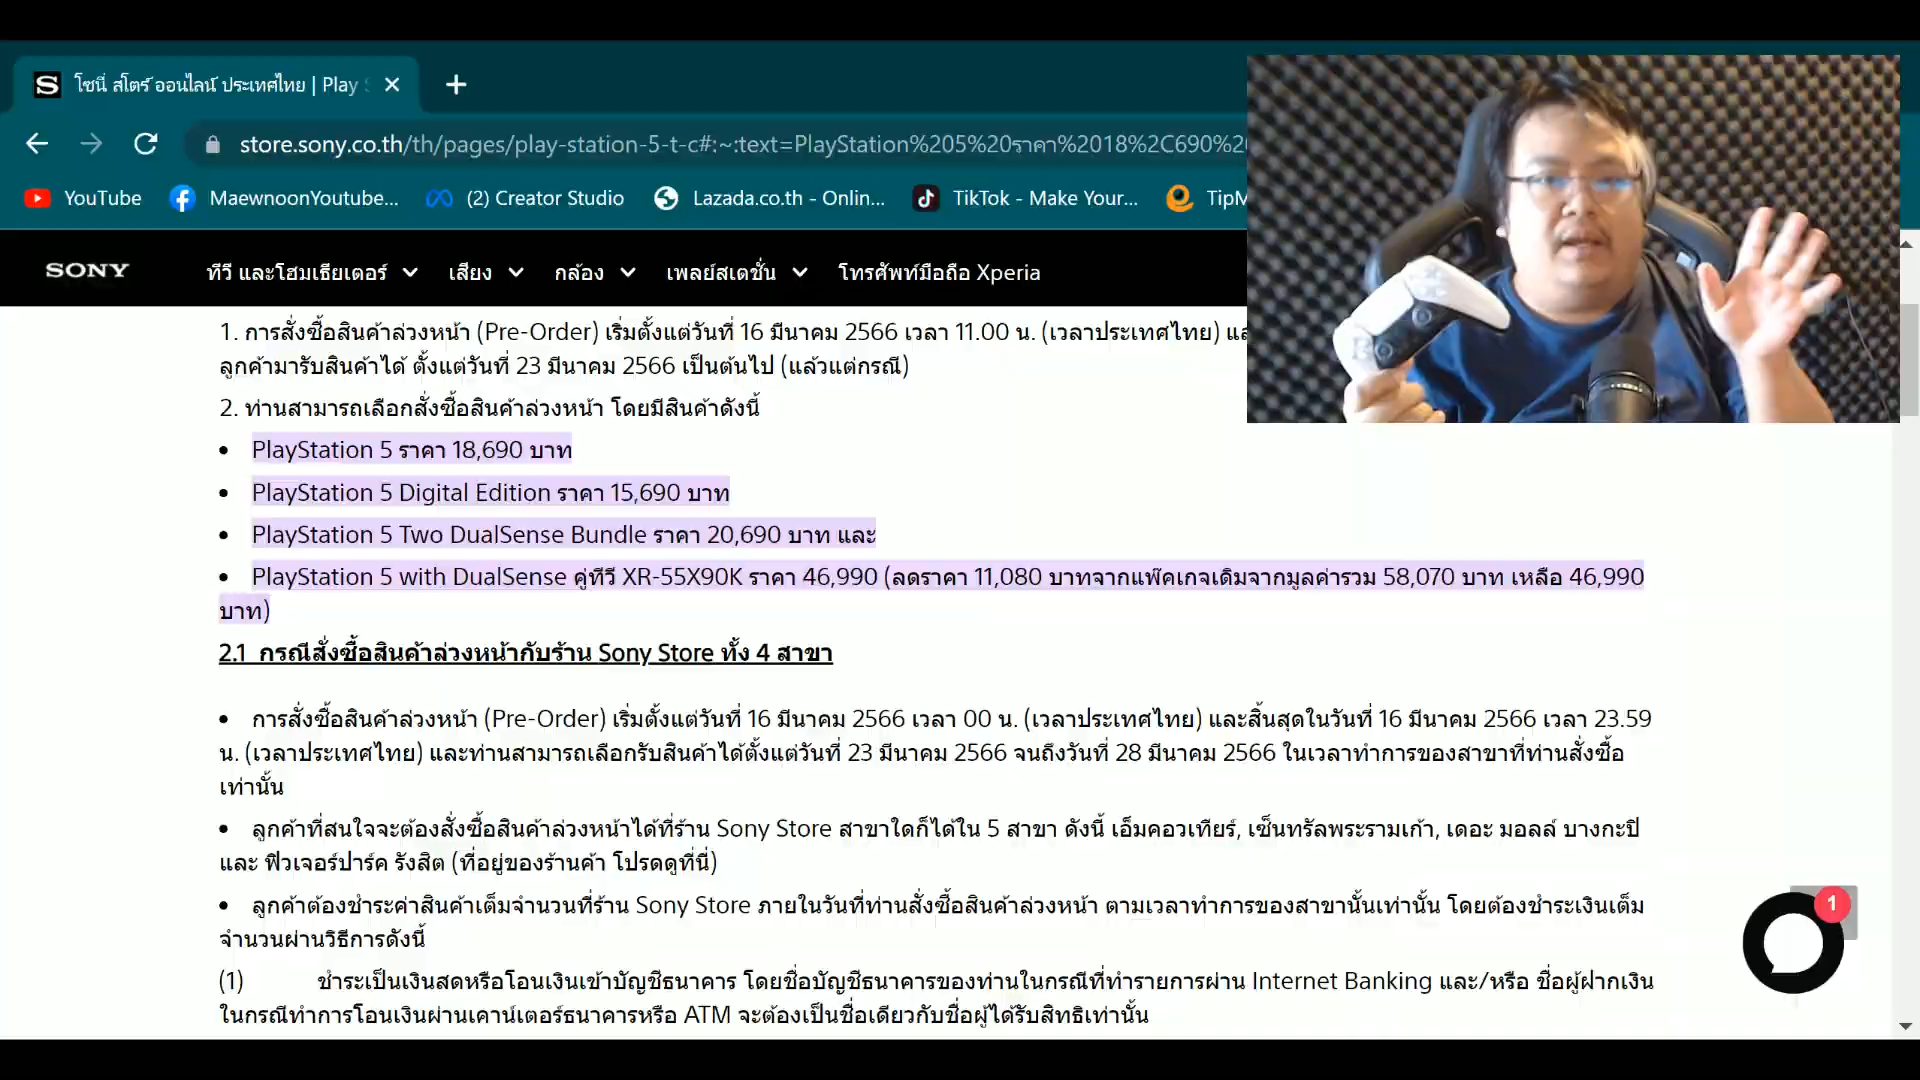 โซนี่ สโตร์ ออนไลน์ ประเทศไทย | Play S
store.sony.co.th/th/pages/play-station-5-t-c#:~:text=PlayStation%205%20ราคา%2018%2C690%20
YouTube MaewnoonYoutube... (2) Creator Studio Lazada.co.th - Onlin... TikTok - Make Your... TipM
SONY ทีวี และโฮมเธียเตอร์ เสียง กล้อง เพลย์สเตชั่น โทรศัพท์มือถือ Xperia
1. การสั่งซื้อสินค้าล่วงหน้า (Pre-Order) เริ่มตั้งแต่วันที่ 16 มีนาคม 2566 เวลา 11.00 น. (เวลาประเทศไทย)
ลูกค้ามารับสินค้าได้ ตั้งแต่วันที่ 23 มีนาคม 2566 เป็นต้นไป (แล้วแต่กรณี)
2. ท่านสามารถเลือกสั่งซื้อสินค้าล่วงหน้า โดยมีสินค้าดังนี้
• PlayStation 5 ราคา 18,690 บาท
• PlayStation 5 Digital Edition ราคา 15,690 บาท
• PlayStation 5 Two DualSense Bundle ราคา 20,690 บาท และ
• PlayStation 5 with DualSense คู่ทีวี XR-55X90K ราคา 46,990 (ลดราคา 11,080 บาทจากแพ๊คเกจเดิมจากมูลค่ารวม 58,070 บาท เหลือ 46,990
บาท)
2.1 กรณีสั่งซื้อสินค้าล่วงหน้ากับร้าน Sony Store ทั้ง 4 สาขา
• การสั่งซื้อสินค้าล่วงหน้า (Pre-Order) เริ่มตั้งแต่วันที่ 16 มีนาคม 2566 เวลา 00 น. (เวลาประเทศไทย) และสิ้นสุดในวันที่ 16 มีนาคม 2566 เวลา 23.59
น. (เวลาประเทศไทย) และท่านสามารถเลือกรับสินค้าได้ตั้งแต่วันที่ 23 มีนาคม 2566 จนถึงวันที่ 28 มีนาคม 2566 ในเวลาทำการของสาขาที่ท่านสั่งซื้อ
เท่านั้น
• ลูกค้าที่สนใจจะต้องสั่งซื้อสินค้าล่วงหน้าได้ที่ร้าน Sony Store สาขาใดก็ได้ใน 5 สาขา ดังนี้ เอ็มควอเทียร์, เซ็นทรัลพระรามเก้า, เดอะ มอลล์ บางกะปิ
และ ฟิวเจอร์ปาร์ค รังสิต (ที่อยู่ของร้านค้า โปรดดูที่นี่)
• ลูกค้าต้องชำระค่าสินค้าเต็มจำนวนที่ร้าน Sony Store ภายในวันที่ท่านสั่งซื้อสินค้าล่วงหน้า ตามเวลาทำการของสาขานั้นเท่านั้น โดยต้องชำระเงินเต็ม
จำนวนผ่านวิธีการดังนี้
(1) ชำระเป็นเงินสดหรือโอนเงินเข้าบัญชีธนาคาร โดยชื่อบัญชีธนาคารของท่านในกรณีที่ทำรายการผ่าน Internet Banking และ/หรือ ชื่อผู้ฝากเงิน
ในกรณีทำการโอนเงินผ่านเคาน์เตอร์ธนาคารหรือ ATM จะต้องเป็นชื่อเดียวกับชื่อผู้ได้รับสิทธิเท่านั้น
1